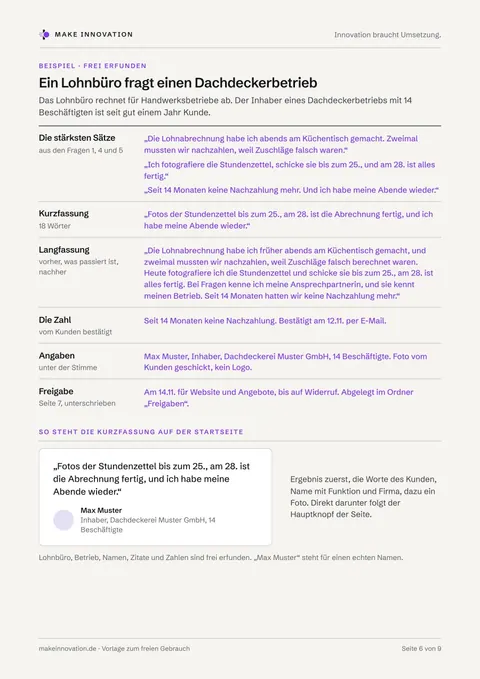 MAKE INNOVATION
Innovation braucht Umsetzung.
BEISPIEL · FREI ERFUNDEN
Ein Lohnbüro fragt einen Dachdeckerbetrieb
Das Lohnbüro rechnet für Handwerksbetriebe ab. Der Inhaber eines Dachdeckerbetriebs mit 14
Beschäftigten ist seit gut einem Jahr Kunde.
Die stärksten Sätze
aus den Fragen 1, 4 und 5
„Die Lohnabrechnung habe ich abends am Küchentisch gemacht. Zweimal
mussten wir nachzahlen, weil Zuschläge falsch waren.“
„Ich fotografiere die Stundenzettel, schicke sie bis zum 25., und am 28. ist alles
fertig.“
„Seit 14 Monaten keine Nachzahlung mehr. Und ich habe meine Abende wieder.“
Kurzfassung
18 Wörter
„Fotos der Stundenzettel bis zum 25., am 28. ist die Abrechnung fertig, und ich
habe meine Abende wieder.“
Langfassung
vorher, was passiert ist,
nachher
„Die Lohnabrechnung habe ich früher abends am Küchentisch gemacht, und
zweimal mussten wir nachzahlen, weil Zuschläge falsch berechnet waren.
Heute fotografiere ich die Stundenzettel und schicke sie bis zum 25., am 28. ist
alles fertig. Bei Fragen kenne ich meine Ansprechpartnerin, und sie kennt
meinen Betrieb. Seit 14 Monaten hatten wir keine Nachzahlung mehr.“
Die Zahl
vom Kunden bestätigt
Seit 14 Monaten keine Nachzahlung. Bestätigt am 12.11. per E-Mail.
Angaben
unter der Stimme
Max Muster, Inhaber, Dachdeckerei Muster GmbH, 14 Beschäftigte. Foto vom
Kunden geschickt, kein Logo.
Freigabe
Seite 7, unterschrieben
Am 14.11. für Website und Angebote, bis auf Widerruf. Abgelegt im Ordner
„Freigaben“.
SO STEHT DIE KURZFASSUNG AUF DER STARTSEITE
„Fotos der Stundenzettel bis zum 25., am 28. ist
die Abrechnung fertig, und ich habe meine
Abende wieder.“
Max Muster
Inhaber, Dachdeckerei Muster GmbH, 14
Beschäftigte
Ergebnis zuerst, die Worte des Kunden,
Name mit Funktion und Firma, dazu ein
Foto. Direkt darunter folgt der
Hauptknopf der Seite.
Lohnbüro, Betrieb, Namen, Zitate und Zahlen sind frei erfunden. „Max Muster“ steht für einen echten Namen.
makeinnovation.de · Vorlage zum freien Gebrauch
Seite 6 von 9